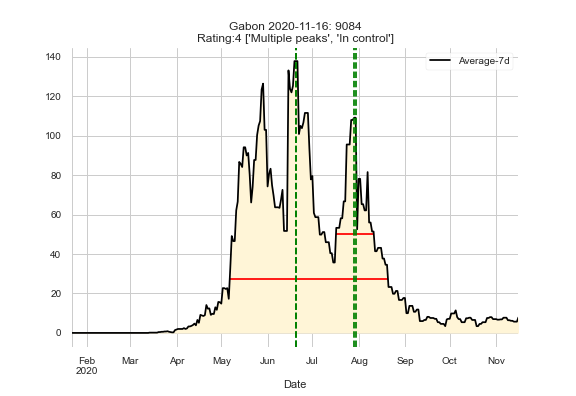 Gabon 2020-11-16: 9084
Rating:4 ['Multiple peaks', 'In control']
Average-7d
140
120
100
80
60
40
20
0
Feb Mar Apr May Jun Jul Aug Sep Oct Nov
2020
Date